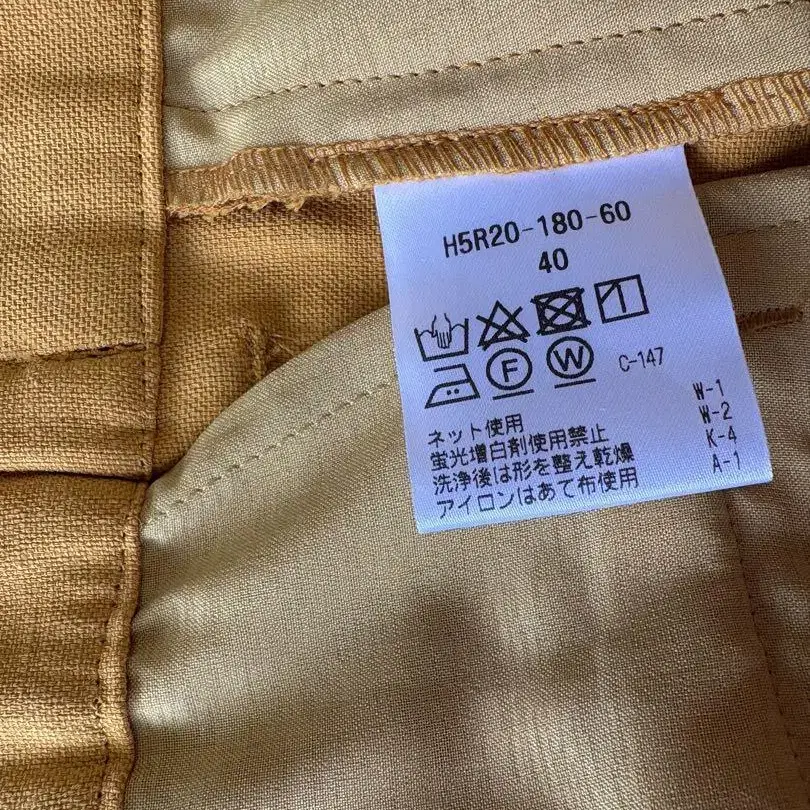 H5R20-180-60
40
F W C-147
ネット使用 W-1
蛍光増白剤使用禁止 W-2
洗浄後は形を整え乾燥 K-4
アイロンはあて布使用 A-1